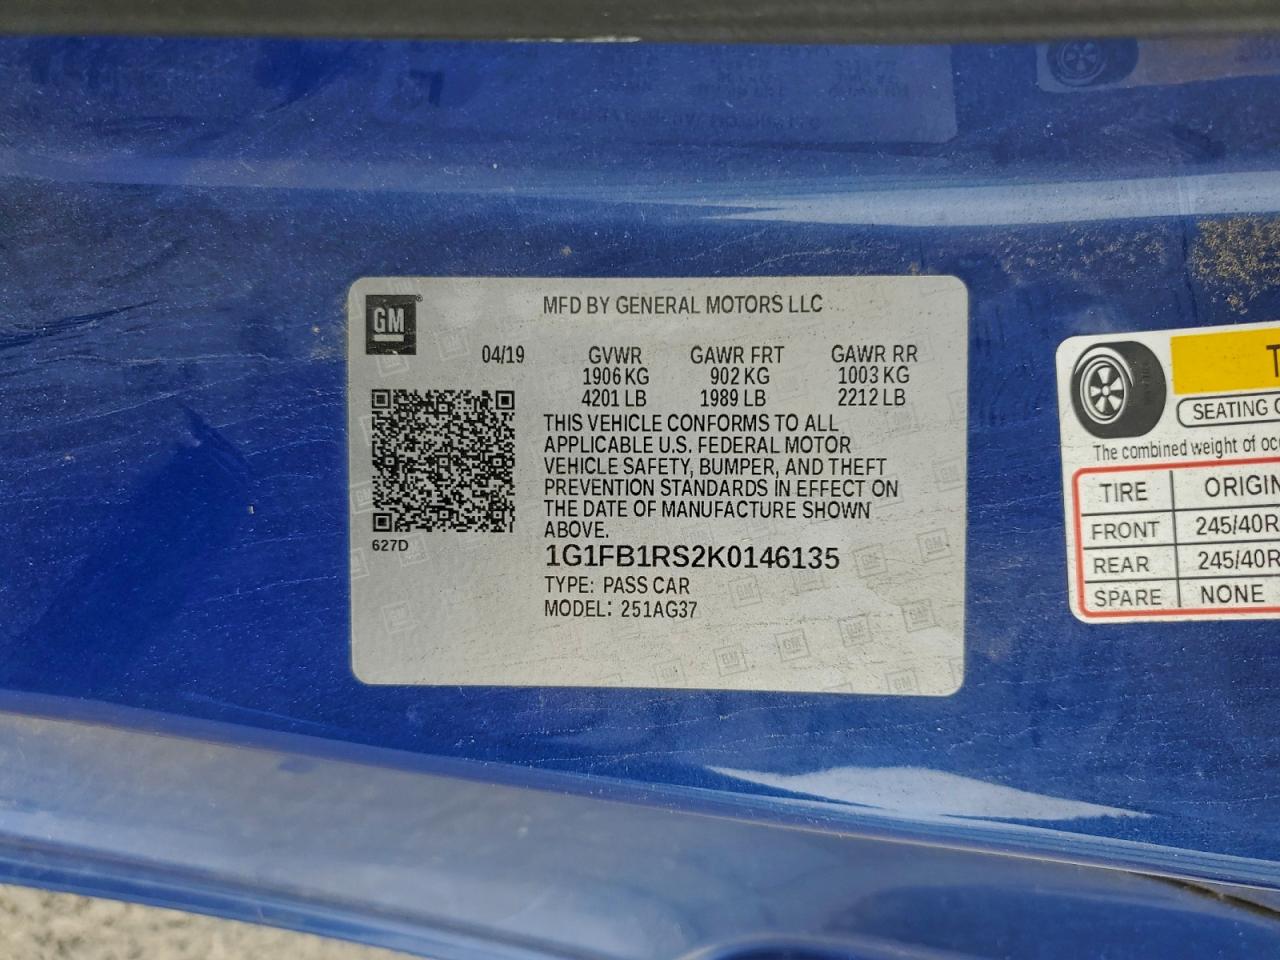 GM
MFD BY GENERAL MOTORS LLC
04/19 GVWR GAWR FRT GAWR RR
1906 KG 902 KG 1003 KG
4201 LB 1989 LB 2212 LB
THIS VEHICLE CONFORMS TO ALL
APPLICABLE U.S. FEDERAL MOTOR
VEHICLE SAFETY, BUMPER, AND THEFT
PREVENTION STANDARDS IN EFFECT ON
THE DATE OF MANUFACTURE SHOWN
ABOVE.
627D
1G1FB1RS2K0146135
TYPE: PASS CAR
MODEL: 251AG37
SEATING
The combined weight of
TIRE
FRONT 245/40R
REAR 245/40R
SPARE NONE